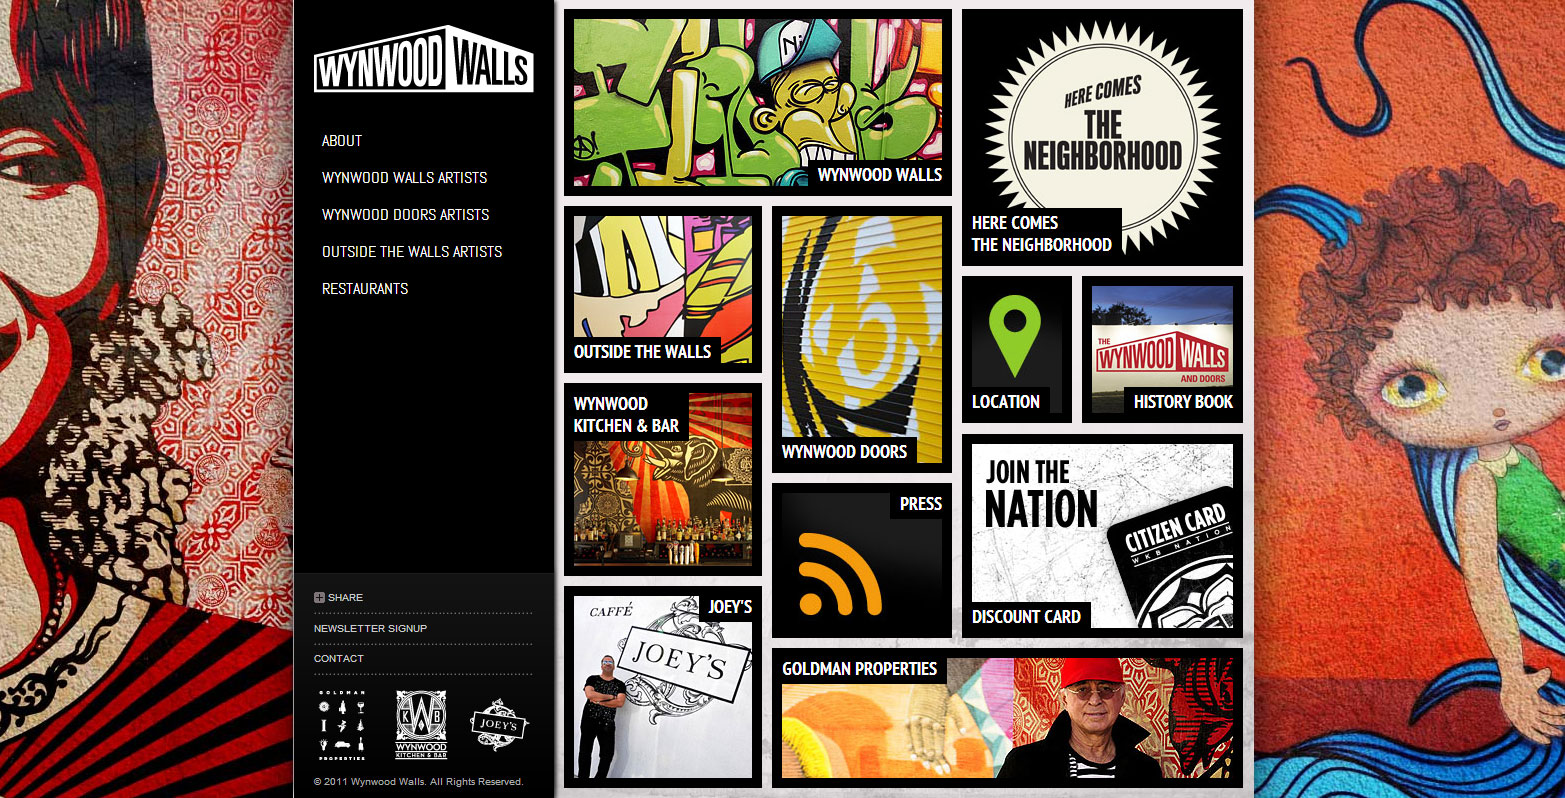 WYNWOOD WALLS
ABOUT
WYNWOOD WALLS ARTISTS
WYNWOOD DOORS ARTISTS
OUTSIDE THE WALLS ARTISTS
RESTAURANTS
SHARE
NEWSLETTER SIGNUP
CONTACT
GOLDMAN
PROPERTIES
KWB
WYNWOOD
KITCHEN & BAR
JOEY'S
© 2011 Wynwood Walls. All Rights Reserved.
Ni
WYNWOOD WALLS
HERE COMES
THE
NEIGHBORHOOD
HERE COMES
THE NEIGHBORHOOD
OUTSIDE THE WALLS
WYNWOOD DOORS
LOCATION
THE
WYNWOOD WALLS
AND DOORS
HISTORY BOOK
WYNWOOD
KITCHEN & BAR
PRESS
JOIN THE
NATION
CITIZEN CARD
WKB NATION
DISCOUNT CARD
JOEY'S
CAFFÉ
JOEY'S
GOLDMAN PROPERTIES